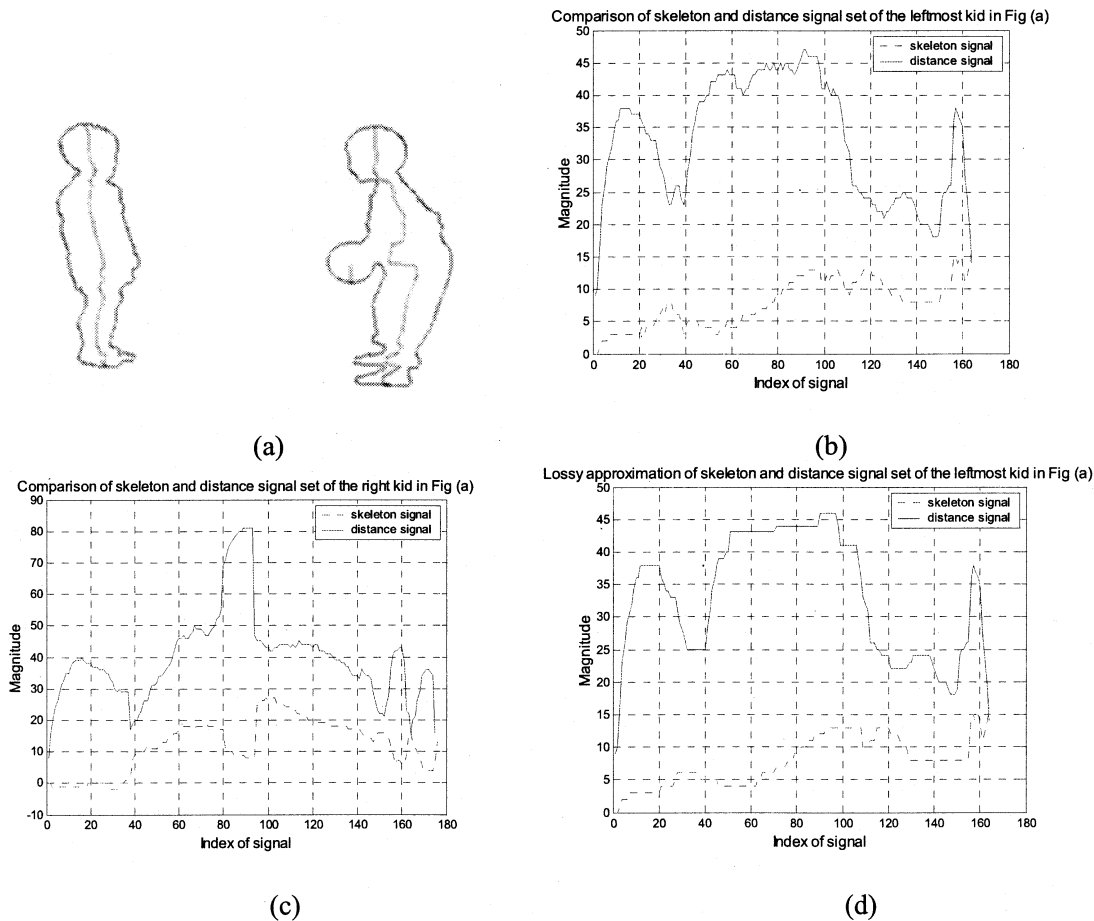 Comparison of skeleton and distance signal set of the leftmost kid in Fig (a)
50
45
40
35
30
25
20
15
10
5
0
Magnitude
skeleton signal
distance signal
0 20 40 60 80 100 120 140 160 180
Index of signal
(a)
(b)
Comparison of skeleton and distance signal set of the right kid in Fig (a)
90
80
70
60
50
40
30
20
10
0
-10
Magnitude
skeleton signal
distance signal
0 20 40 60 80 100 120 140 160 180
Index of signal
(c)
Lossy approximation of skeleton and distance signal set of the leftmost kid in Fig (a)
50
45
40
35
30
25
20
15
10
5
0
Magnitude
skeleton signal
distance signal
0 20 40 60 80 100 120 140 160 180
Index of signal
(d)